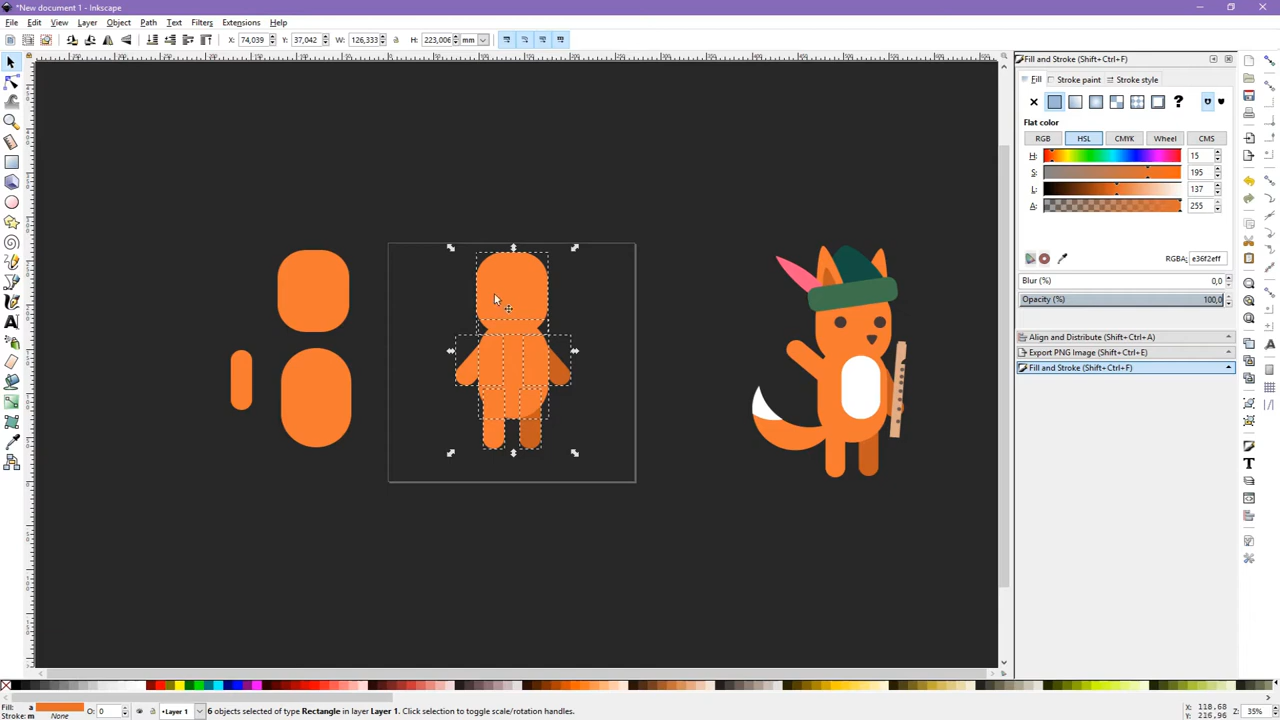 *New document 1 - Inkscape
File Edit View Layer Object Path Text Filters Extensions Help
X: 74,039 Y: 37,042 W: 126,333 H: 223,006 mm
Fill and Stroke (Shift+Ctrl+F)
Fill Stroke paint Stroke style
Flat color
RGB HSL CMYK Wheel CMS
H: 15
S: 195
L: 137
A: 255
RGBA: e36f2eff
Blur (%) 0,0
Opacity (%) 100,0
Align and Distribute (Shift+Ctrl+A)
Export PNG Image (Shift+Ctrl+E)
Fill and Stroke (Shift+Ctrl+F)
Fill: a O: 0 Layer 1 6 objects selected of type Rectangle in layer Layer 1. Click selection to toggle scale/rotation handles. X: 118,68 Z: 35%
Stroke: m None Y: 216,96